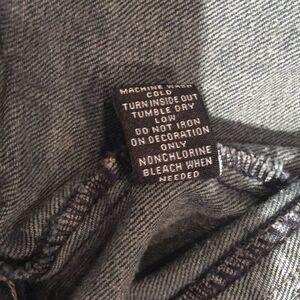 MACHINE WASH
COLD
TURN INSIDE OUT
TUMBLE DRY
LOW
DO NOT IRON
ON DECORATION
ONLY
NONCHLORINE
BLEACH WHEN
NEEDED